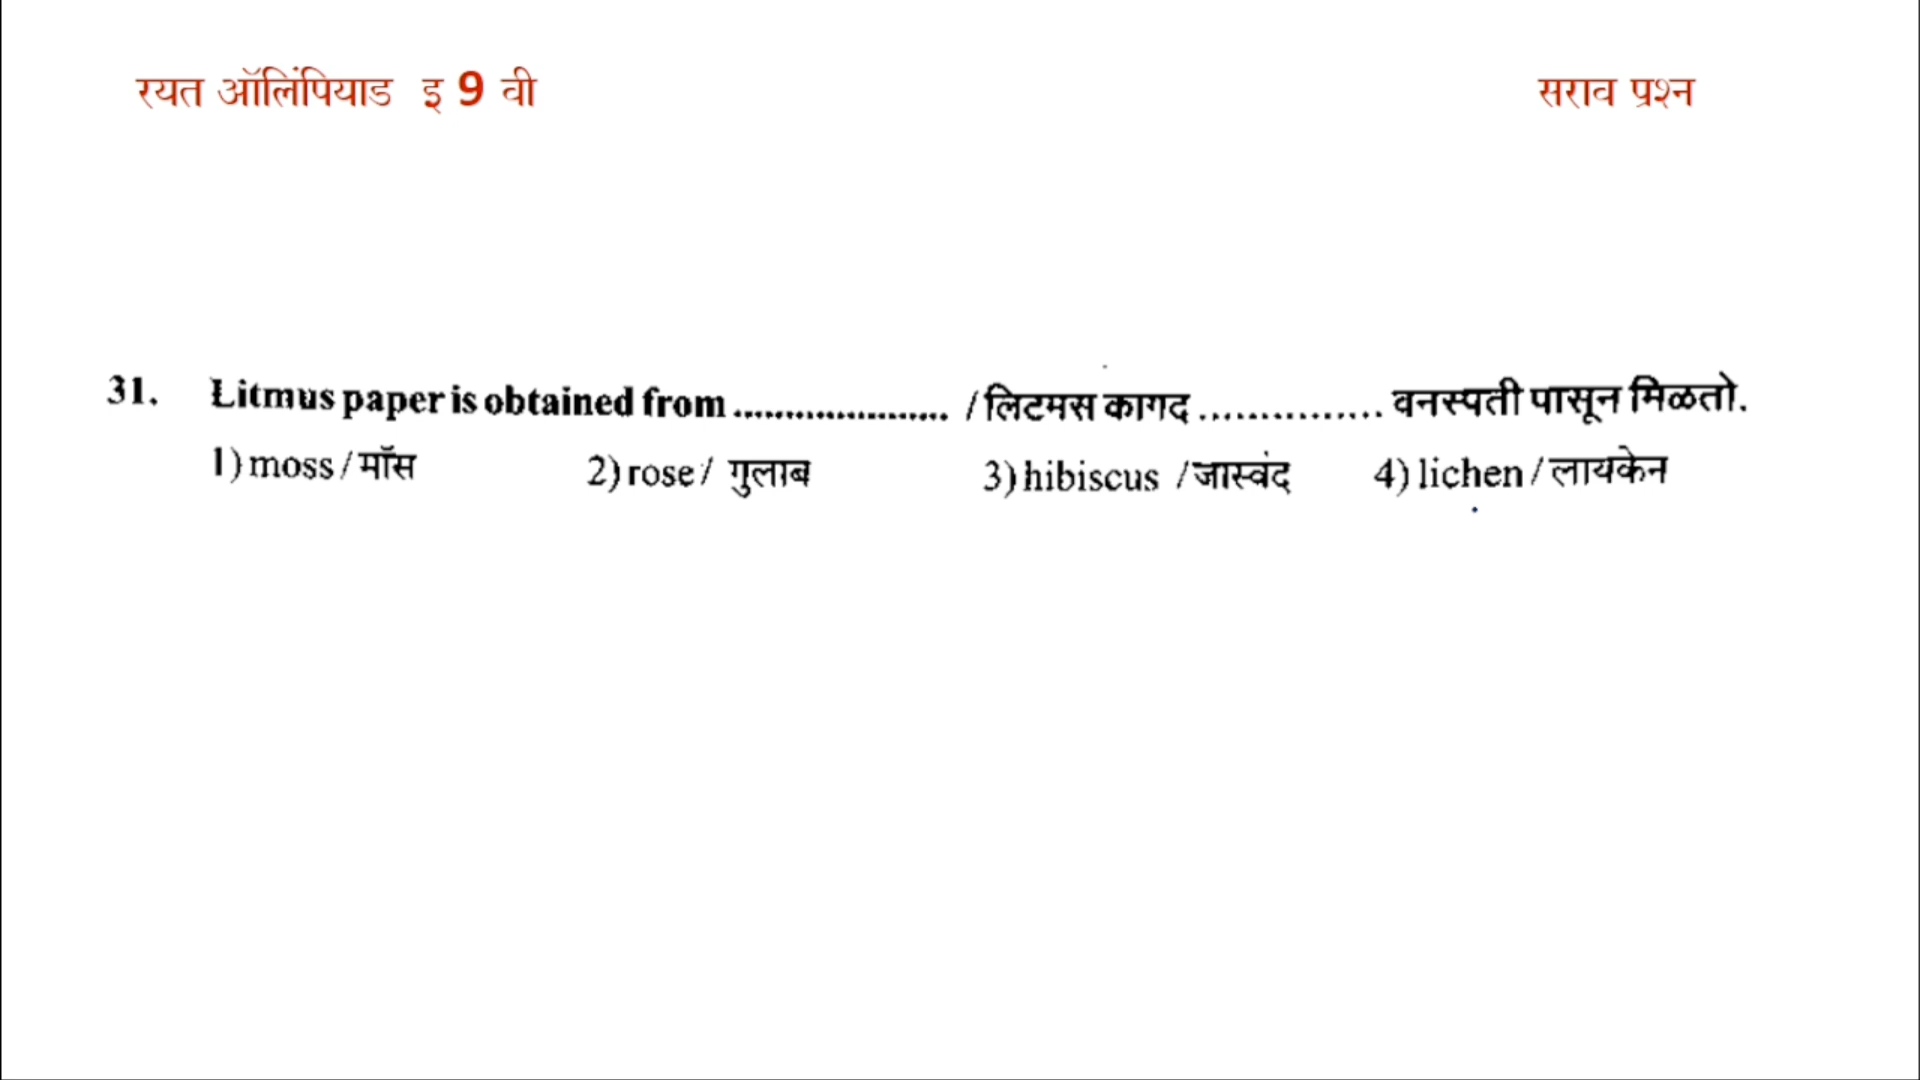 रयत ऑलिंपियाड इ 9 वी
सराव प्रश्न
31. Litmus paper is obtained from ..................... / लिटमस कागद ............... वनस्पती पासून मिळतो.
1) moss / मॉस 2) rose / गुलाब 3) hibiscus / जास्वंद 4) lichen / लायकेन